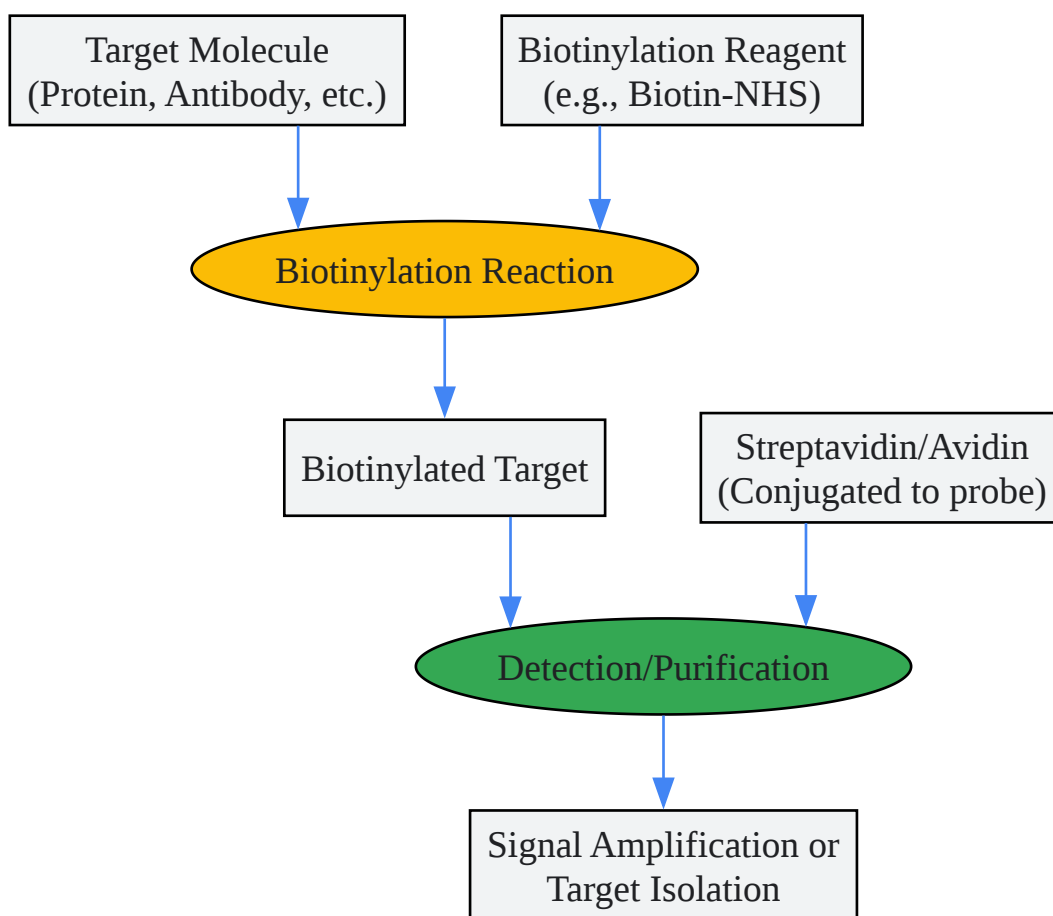 Target Molecule
(Protein, Antibody, etc.)
Biotinylation Reagent
(e.g., Biotin-NHS)
Biotinylation Reaction
Biotinylated Target
Streptavidin/Avidin
(Conjugated to probe)
Detection/Purification
Signal Amplification or
Target Isolation